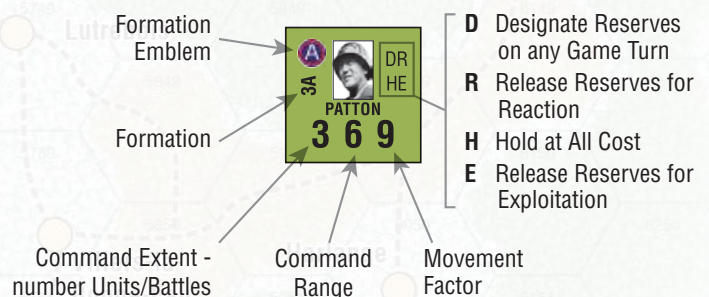 Formation
Emblem
Formation
A
3A
DR
HE
PATTON
3 6 9
D Designate Reserves
on any Game Turn
R Release Reserves for
Reaction
H Hold at All Cost
E Release Reserves for
Exploitation
Command Extent -
number Units/Battles
Command
Range
Movement
Factor